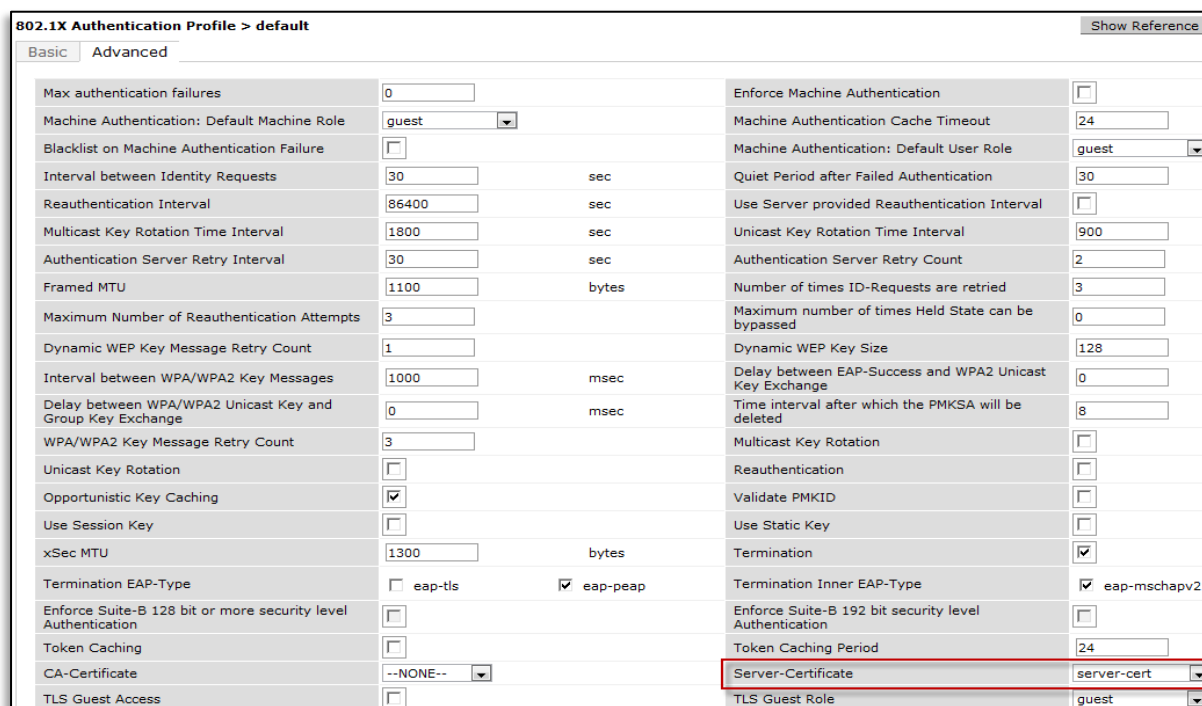 802.1X Authentication Profile > default Show Reference
Basic Advanced
Max authentication failures 0 Enforce Machine Authentication
Machine Authentication: Default Machine Role guest Machine Authentication Cache Timeout 24
Blacklist on Machine Authentication Failure Machine Authentication: Default User Role guest
Interval between Identity Requests 30 sec Quiet Period after Failed Authentication 30
Reauthentication Interval 86400 sec Use Server provided Reauthentication Interval
Multicast Key Rotation Time Interval 1800 sec Unicast Key Rotation Time Interval 900
Authentication Server Retry Interval 30 sec Authentication Server Retry Count 2
Framed MTU 1100 bytes Number of times ID-Requests are retried 3
Maximum Number of Reauthentication Attempts 3 Maximum number of times Held State can be
bypassed 0
Dynamic WEP Key Message Retry Count 1 Dynamic WEP Key Size 128
Interval between WPA/WPA2 Key Messages 1000 msec Delay between EAP-Success and WPA2 Unicast
Key Exchange 0
Delay between WPA/WPA2 Unicast Key and
Group Key Exchange 0 msec Time interval after which the PMKSA will be
deleted 8
WPA/WPA2 Key Message Retry Count 3 Multicast Key Rotation
Unicast Key Rotation Reauthentication
Opportunistic Key Caching Validate PMKID
Use Session Key Use Static Key
xSec MTU 1300 bytes Termination
Termination EAP-Type eap-tls eap-peap Termination Inner EAP-Type eap-mschapv2
Enforce Suite-B 128 bit or more security level
Authentication Enforce Suite-B 192 bit security level
Authentication
Token Caching Token Caching Period 24
CA-Certificate --NONE-- Server-Certificate server-cert
TLS Guest Access TLS Guest Role guest